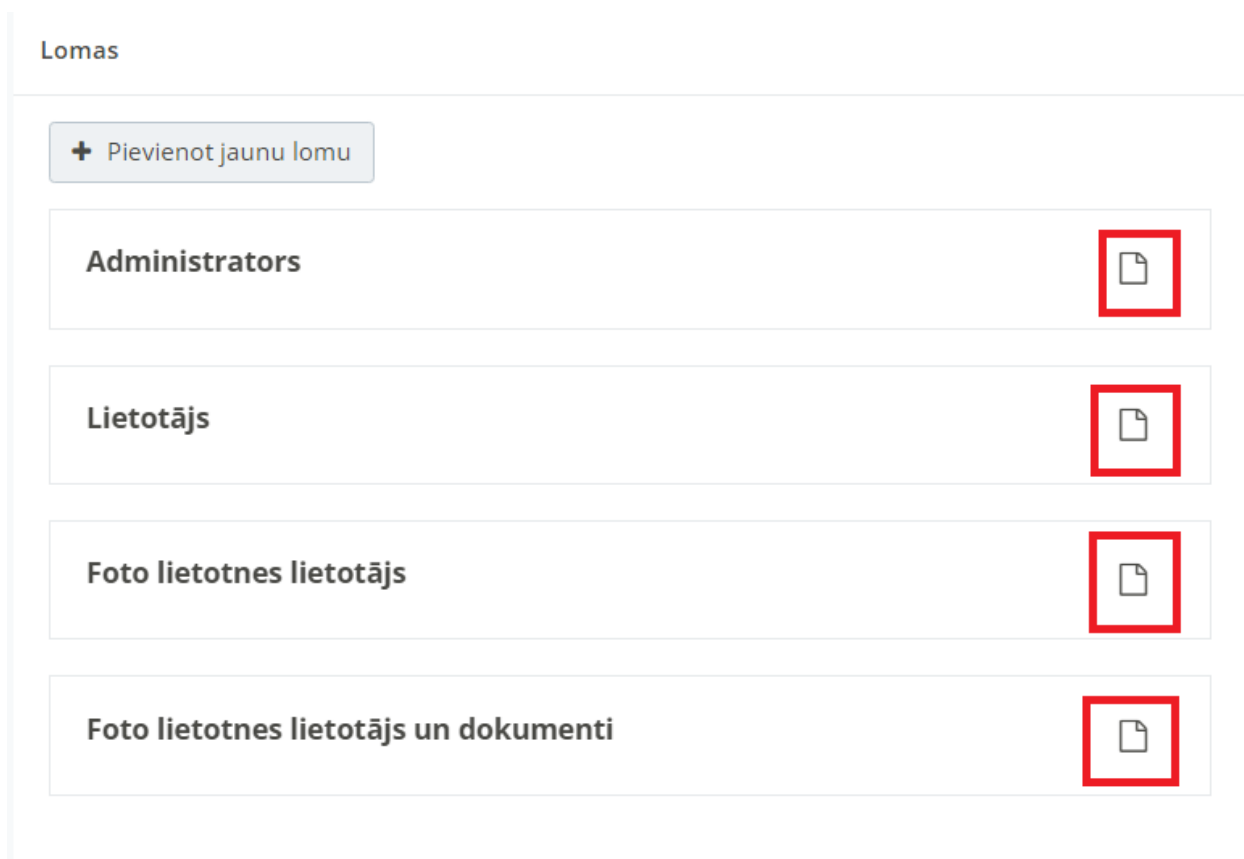 Lomas
Pievienot jaunu lomu
Administrators
Lietotājs
Foto lietotnes lietotājs
Foto lietotnes lietotājs un dokumenti